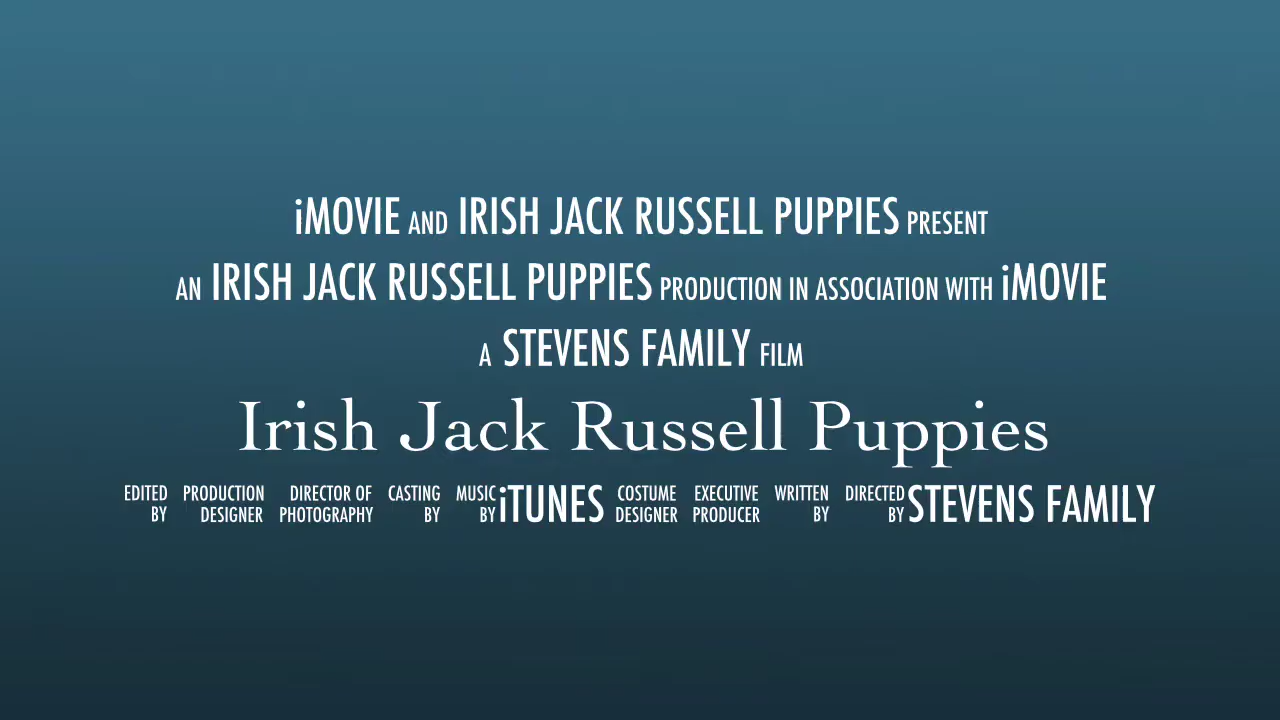 iMOVIE AND IRISH JACK RUSSELL PUPPIES PRESENT
AN IRISH JACK RUSSELL PUPPIES PRODUCTION IN ASSOCIATION WITH iMOVIE
A STEVENS FAMILY FILM
Irish Jack Russell Puppies
EDITED BY PRODUCTION DESIGNER DIRECTOR OF PHOTOGRAPHY CASTING BY MUSIC BY iTUNES COSTUME DESIGNER EXECUTIVE PRODUCER WRITTEN BY DIRECTED BY STEVENS FAMILY